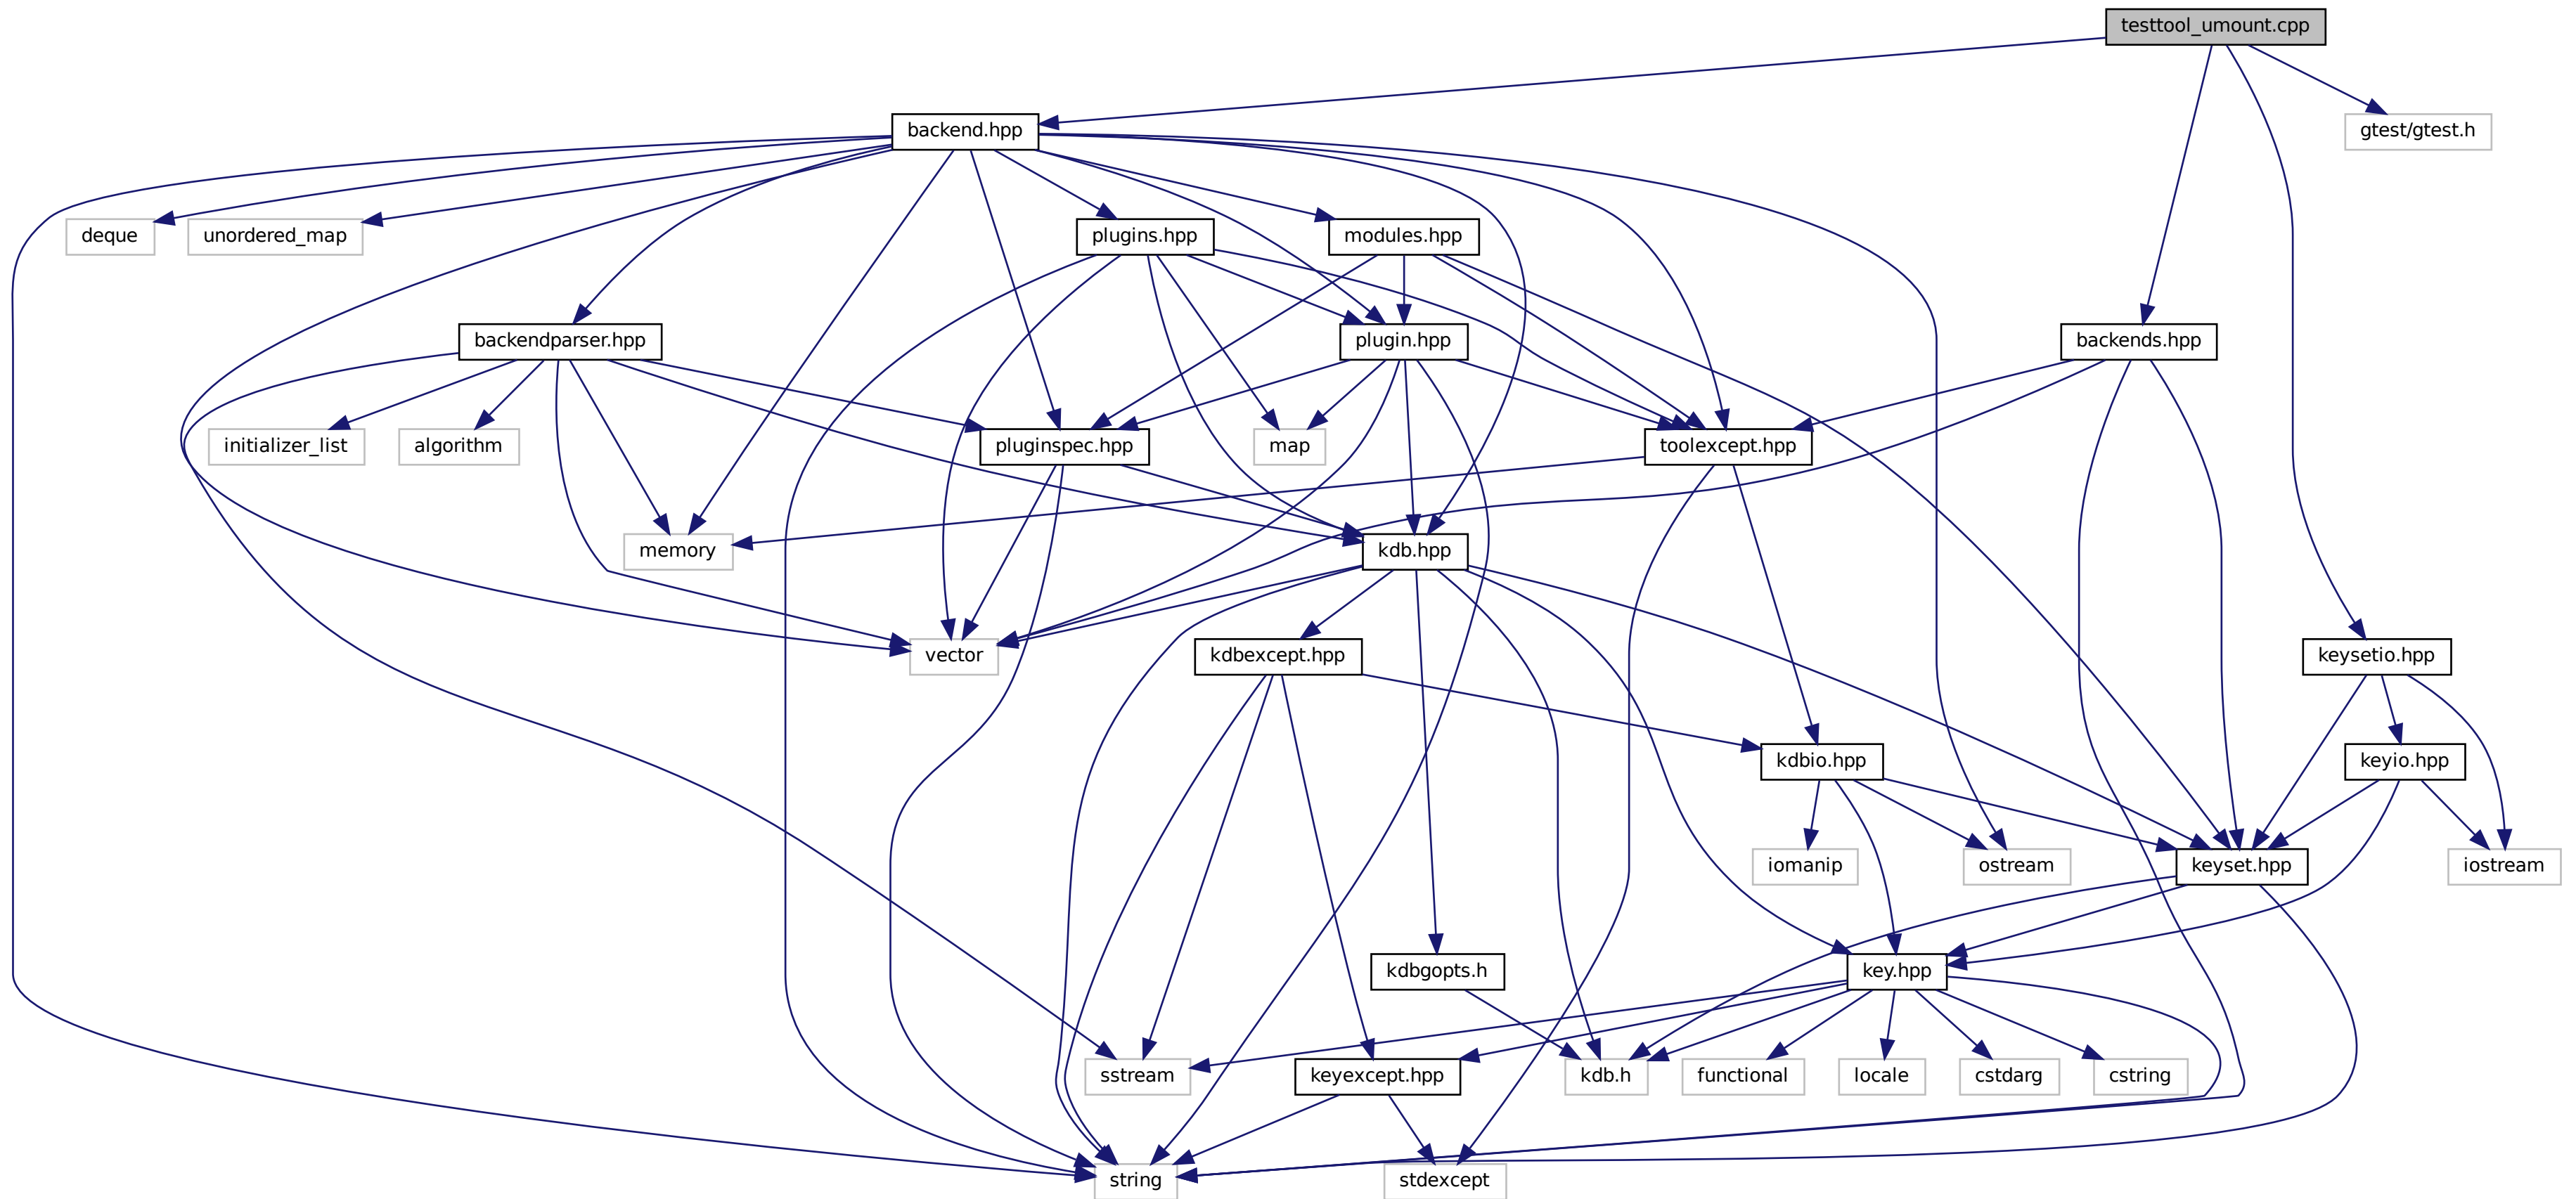 testtool_umount.cpp
backend.hpp
gtest/gtest.h
deque
unordered_map
plugins.hpp
modules.hpp
backendparser.hpp
plugin.hpp
backends.hpp
initializer_list
algorithm
pluginspec.hpp
map
toolexcept.hpp
memory
kdb.hpp
vector
kdbexcept.hpp
keysetio.hpp
kdbio.hpp
keyio.hpp
iomanip
ostream
keyset.hpp
iostream
kdbgopts.h
key.hpp
sstream
keyexcept.hpp
kdb.h
functional
locale
cstdarg
cstring
string
stdexcept